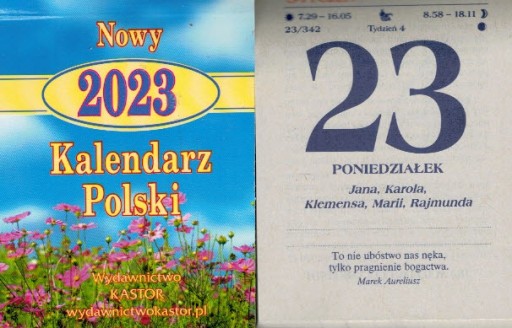 Nowy
2023
Kalendarz
Polski
Wydawnictwo
KASTOR
wydawnictwokastor.pl
7.29 – 16.05
8.58 – 18.11
23/342
Tydzień 4
23
PONIEDZIAŁEK
Jana, Karola,
Klemensa, Marii, Rajmunda
To nie ubóstwo nas nęka,
tylko pragnienie bogactwa.
Marek Aureliusz